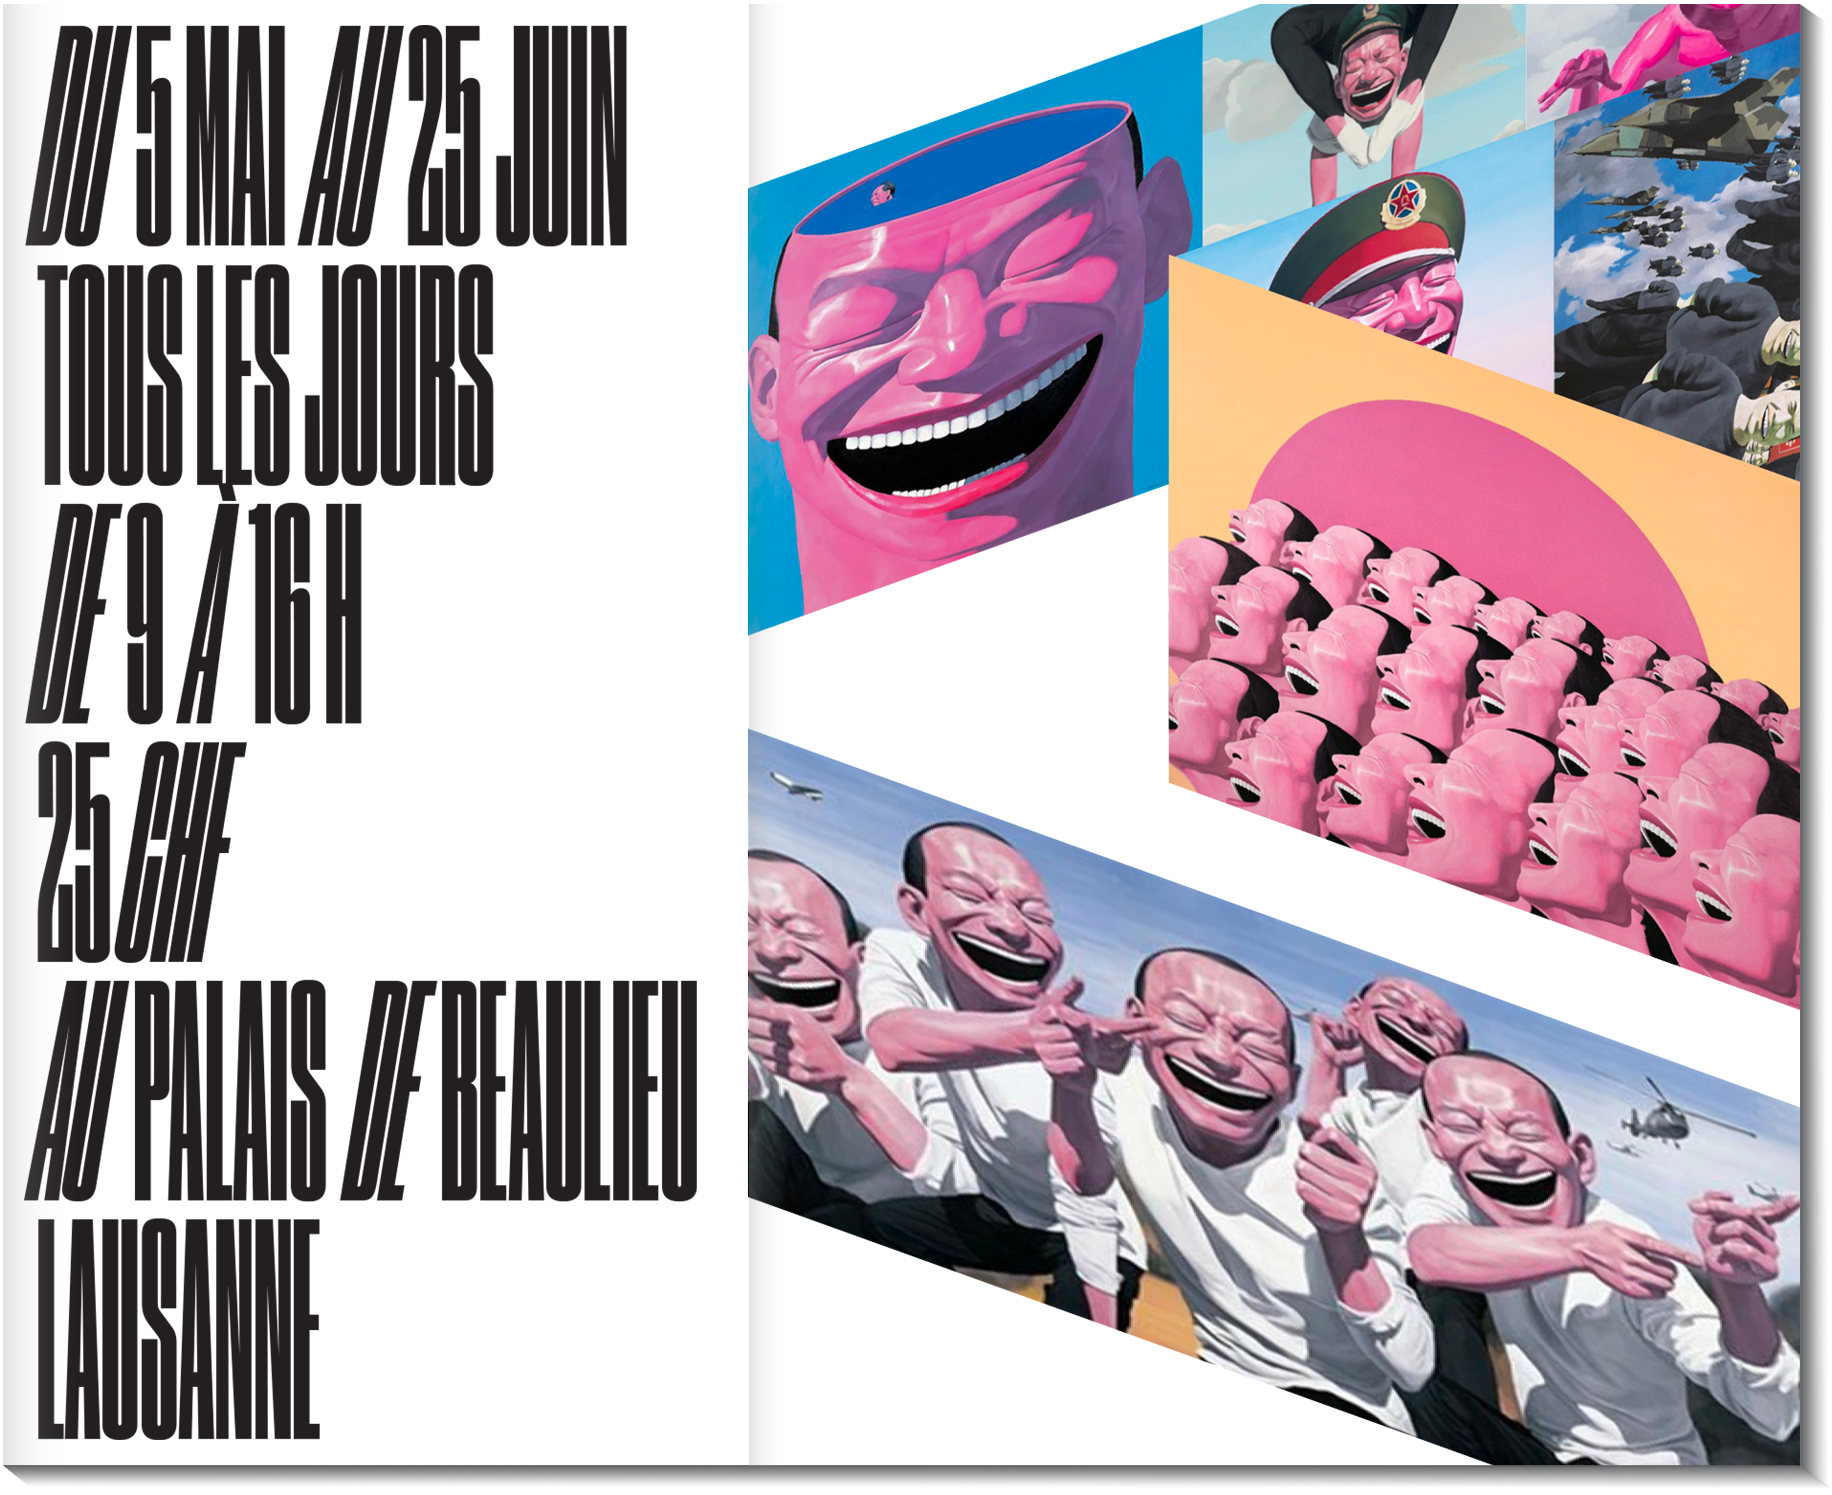 DU 5 MAI AU 25 JUIN
TOUS LES JOURS
DE 9 À 16 H
25 CHF
AU PALAIS DE BEAULIEU
LAUSANNE